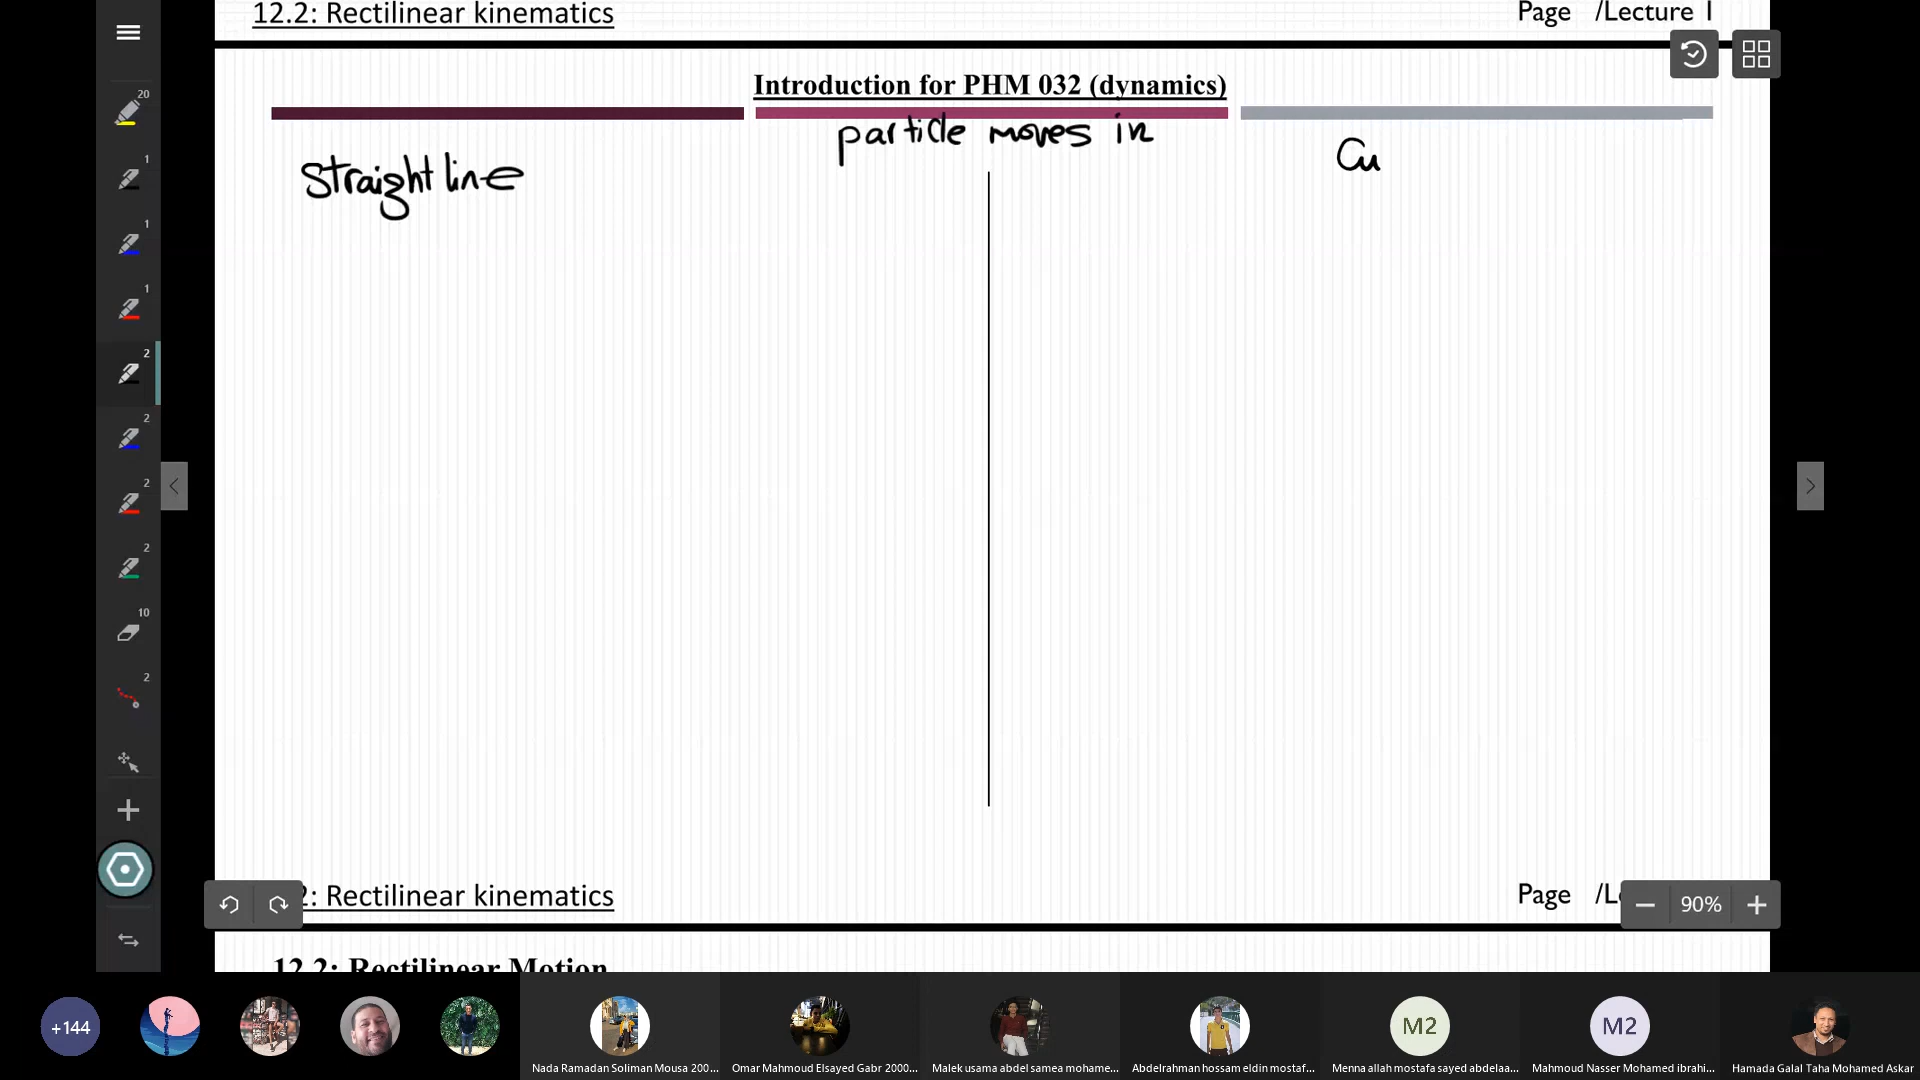 12.2: Rectilinear kinematics
Page /Lecture 1
Introduction for PHM 032 (dynamics)
particle moves in
Straight line
Cu
20
1
1
1
2
2
2
2
10
2
2: Rectilinear kinematics
Page /L
90%
12.2: Rectilinear Motion
+144
M2
M2
Nada Ramadan Soliman Mousa 200...
Omar Mahmoud Elsayed Gabr 2000...
Malek usama abdel samea mohame...
Abdelrahman hossam eldin mostaf...
Menna allah mostafa sayed abdelaa...
Mahmoud Nasser Mohamed ibrahi...
Hamada Galal Taha Mohamed Askar